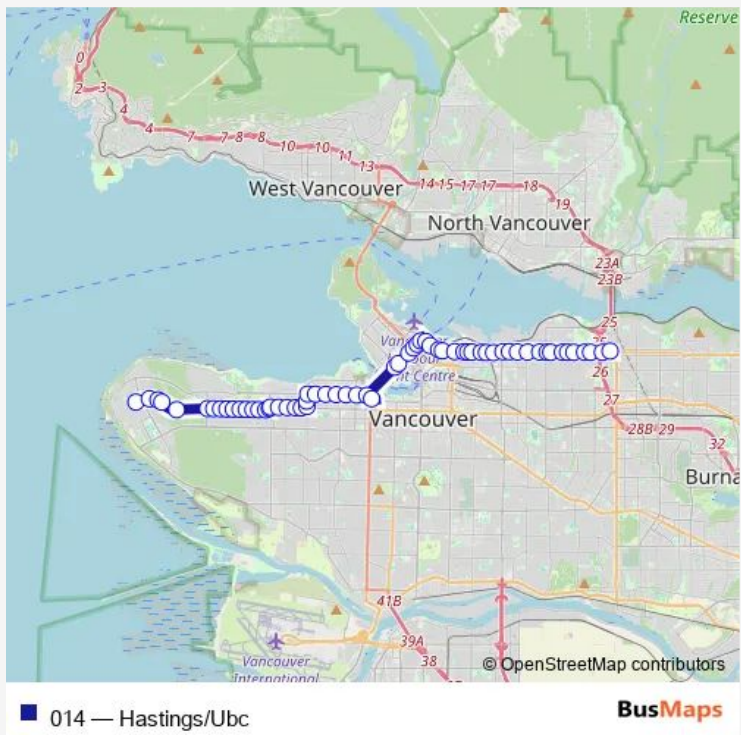 Reserve
0
2
3
4
4
7
7
8
8
10
10
11
13
14
15
17
17
18
19
West Vancouver
North Vancouver
23A
23B
25
26
27
28B
29
32
Vancouver
Burna
41B
39A
38
Vancouver
International
© OpenStreetMap contributors
014 — Hastings/Ubc
BusMaps